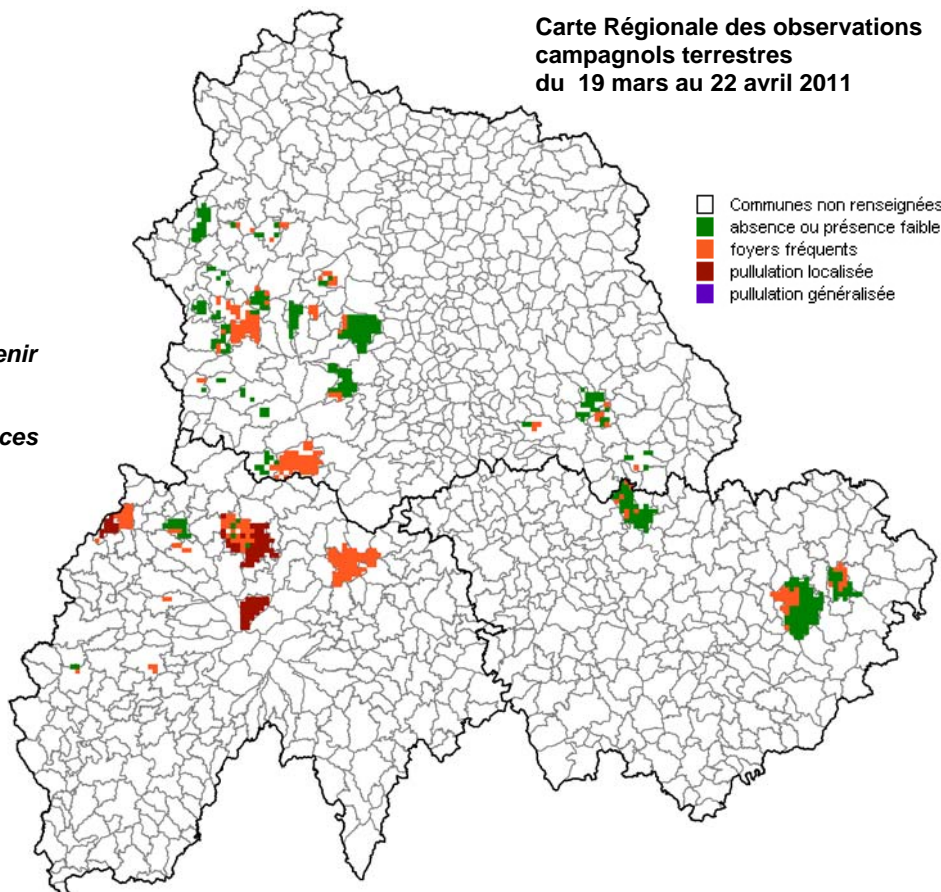 Carte Régionale des observations
campagnols terrestres
du 19 mars au 22 avril 2011
Communes non renseignées
absence ou présence faible
foyers fréquents
pullulation localisée
pullulation généralisée
enir
ces